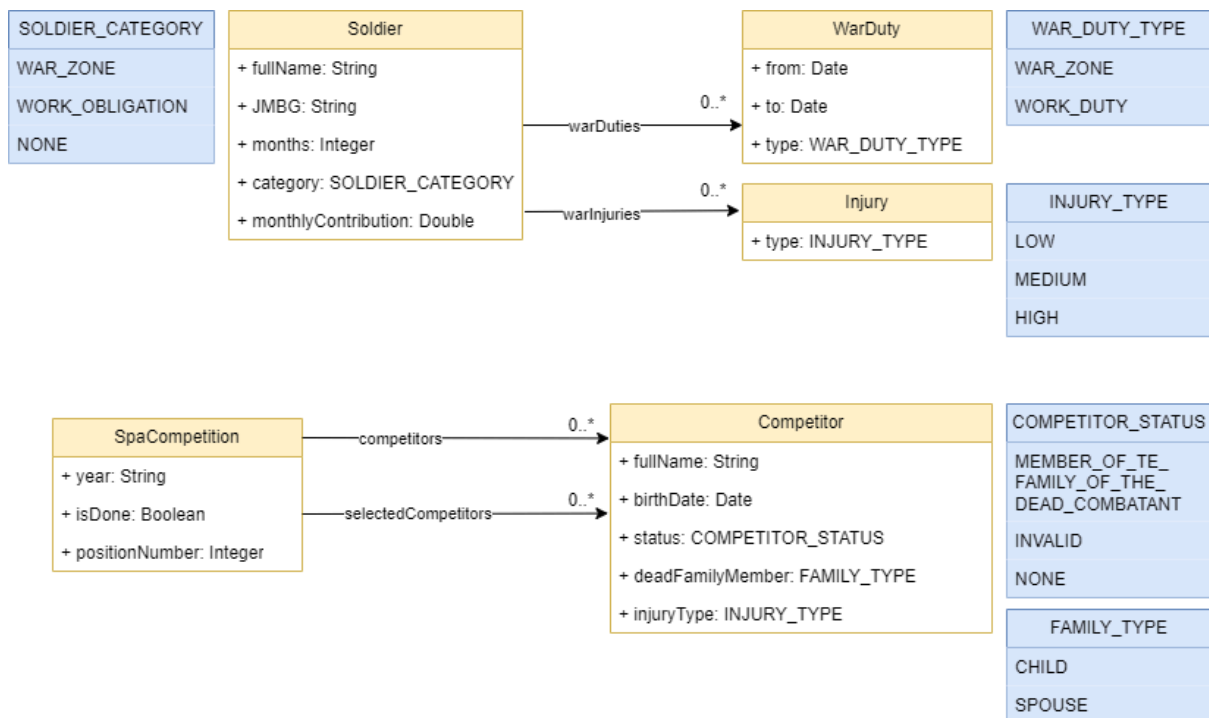 SOLDIER_CATEGORY
WAR_ZONE
WORK_OBLIGATION
NONE
Soldier
+ fullName: String
+ JMBG: String
+ months: Integer
+ category: SOLDIER_CATEGORY
+ monthlyContribution: Double
warDuties
0..*
warInjuries
0..*
WarDuty
+ from: Date
+ to: Date
+ type: WAR_DUTY_TYPE
WAR_DUTY_TYPE
WAR_ZONE
WORK_DUTY
Injury
+ type: INJURY_TYPE
INJURY_TYPE
LOW
MEDIUM
HIGH
SpaCompetition
+ year: String
+ isDone: Boolean
+ positionNumber: Integer
competitors
0..*
selectedCompetitors
0..*
Competitor
+ fullName: String
+ birthDate: Date
+ status: COMPETITOR_STATUS
+ deadFamilyMember: FAMILY_TYPE
+ injuryType: INJURY_TYPE
COMPETITOR_STATUS
MEMBER_OF_TE_
FAMILY_OF_THE_
DEAD_COMBATANT
INVALID
NONE
FAMILY_TYPE
CHILD
SPOUSE